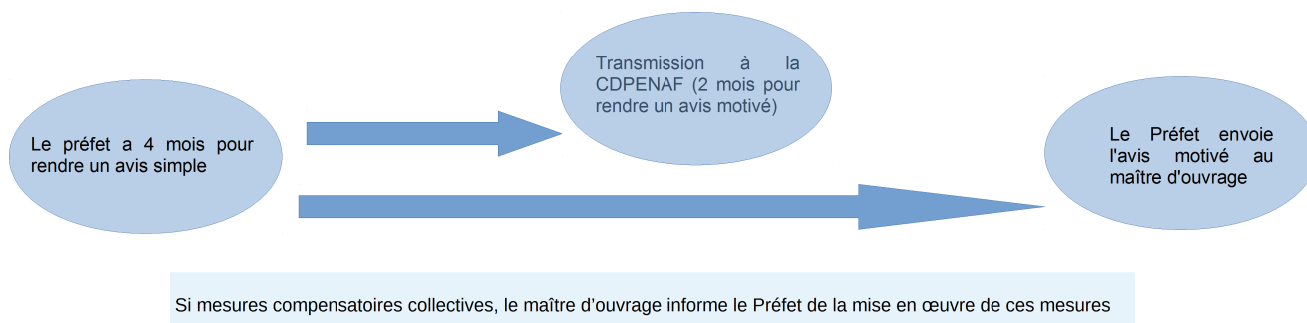 Le préfet a 4 mois pour
rendre un avis simple
Transmission à la
CDPENAF (2 mois pour
rendre un avis motivé)
Le Préfet envoie
l'avis motivé au
maître d'ouvrage
Si mesures compensatoires collectives, le maître d’ouvrage informe le Préfet de la mise en œuvre de ces mesures